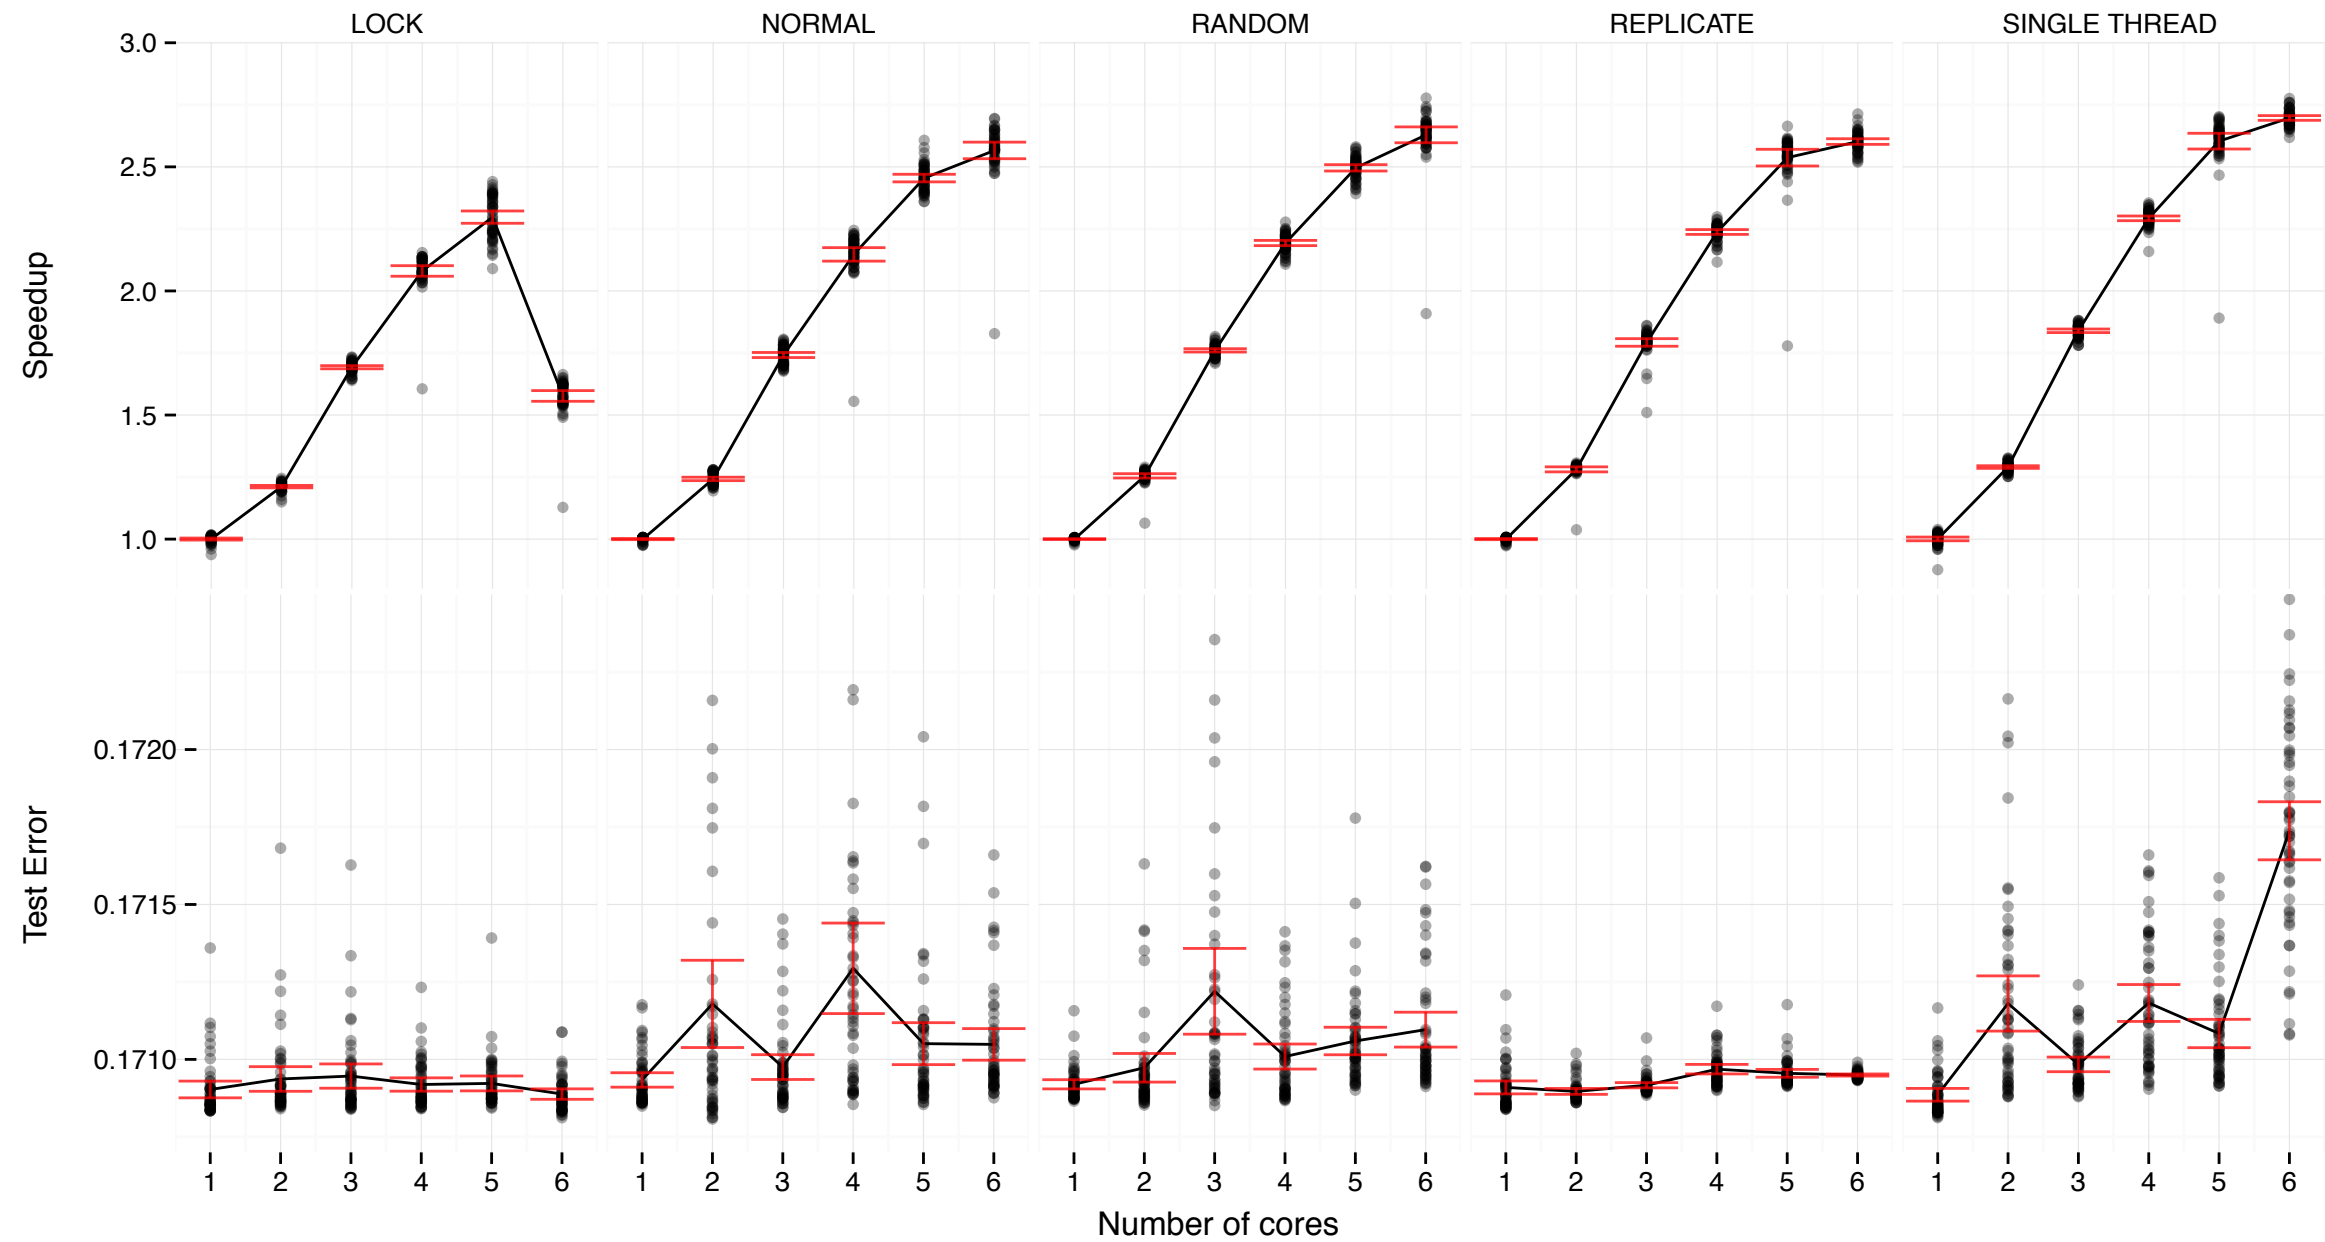 LOCK NORMAL RANDOM REPLICATE SINGLE THREAD
3.0
2.5
2.0
1.5
1.0
Speedup
0.1720
0.1715
0.1710
Test Error
1 2 3 4 5 6 1 2 3 4 5 6 1 2 3 4 5 6 1 2 3 4 5 6 1 2 3 4 5 6
Number of cores